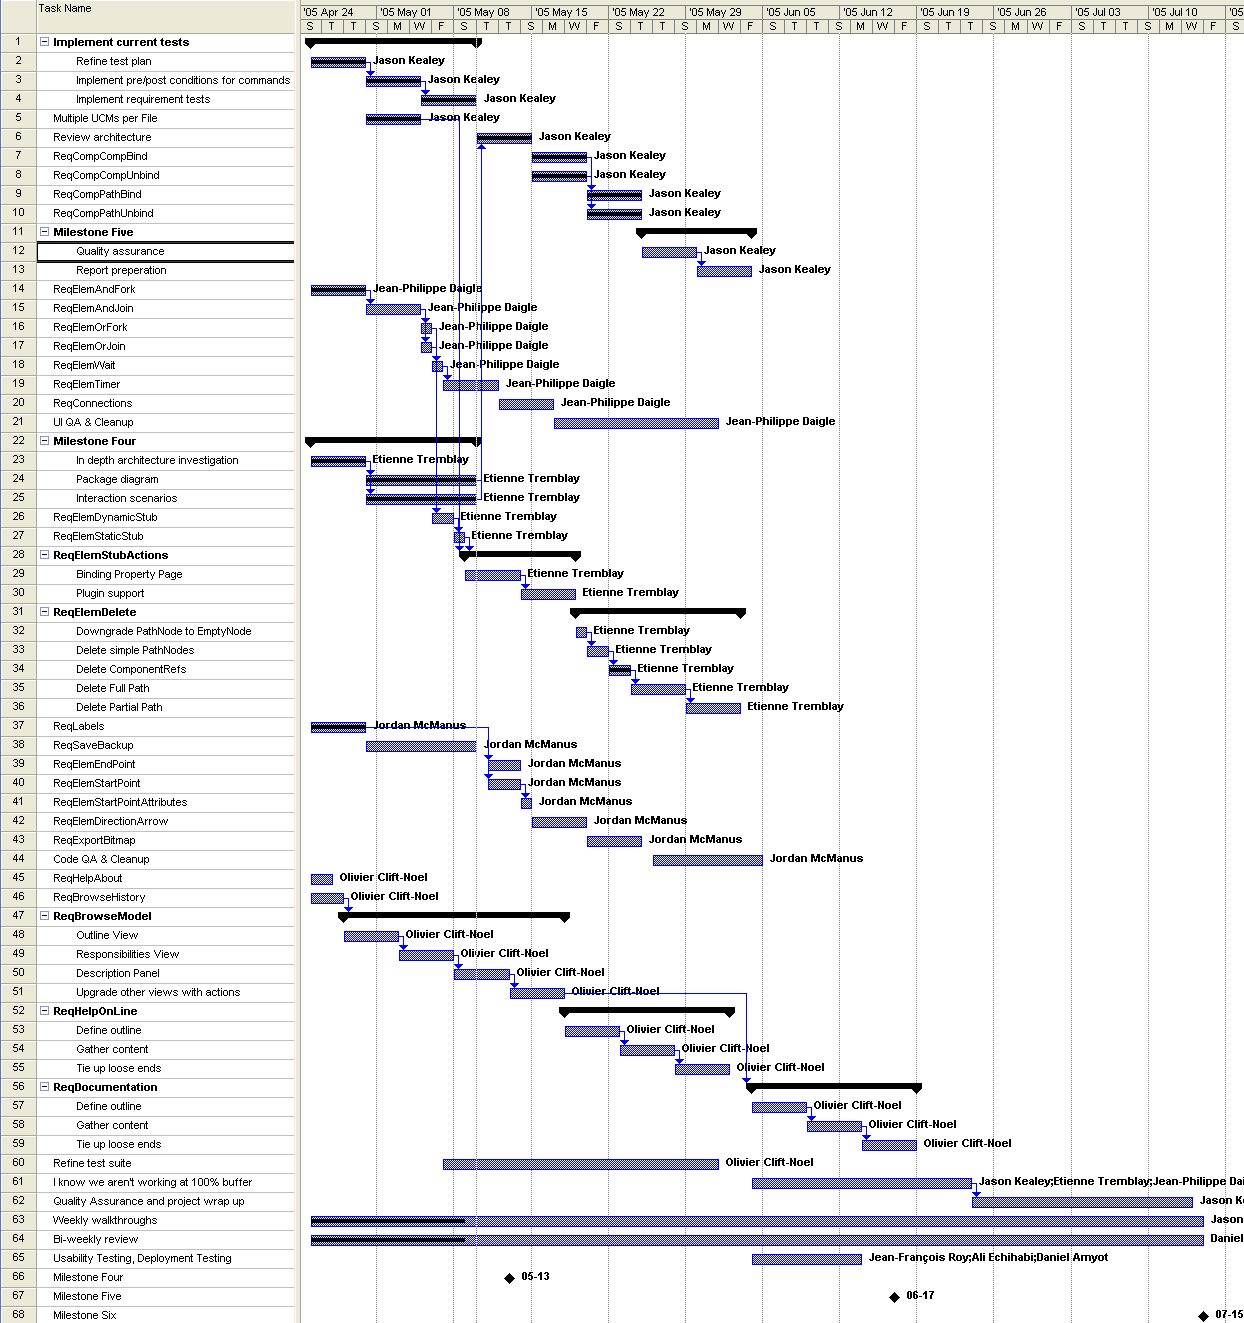 Task Name
'05 Apr 24 '05 May 01 '05 May 08 '05 May 15 '05 May 22 '05 May 29 '05 Jun 05 '05 Jun 12 '05 Jun 19 '05 Jun 26 '05 Jul 03 '05 Jul 10 '05
S T T S M W F S T T S M W F S T T S M W F S T T S M W F S T T S M W F S T T S M W F S
1 Implement current tests
2 Refine test plan Jason Kealey
3 Implement pre/post conditions for commands Jason Kealey
4 Implement requirement tests Jason Kealey
5 Multiple UCMs per File Jason Kealey
6 Review architecture Jason Kealey
7 ReqCompCompBind Jason Kealey
8 ReqCompCompUnbind Jason Kealey
9 ReqCompPathBind Jason Kealey
10 ReqCompPathUnbind Jason Kealey
11 Milestone Five
12 Quality assurance Jason Kealey
13 Report preperation Jason Kealey
14 ReqElemAndFork Jean-Philippe Daigle
15 ReqElemAndJoin Jean-Philippe Daigle
16 ReqElemOrFork Jean-Philippe Daigle
17 ReqElemOrJoin Jean-Philippe Daigle
18 ReqElemWait Jean-Philippe Daigle
19 ReqElemTimer Jean-Philippe Daigle
20 ReqConnections Jean-Philippe Daigle
21 UI QA & Cleanup Jean-Philippe Daigle
22 Milestone Four
23 In depth architecture investigation Etienne Tremblay
24 Package diagram Etienne Tremblay
25 Interaction scenarios Etienne Tremblay
26 ReqElemDynamicStub Etienne Tremblay
27 ReqElemStaticStub Etienne Tremblay
28 ReqElemStubActions
29 Binding Property Page Etienne Tremblay
30 Plugin support Etienne Tremblay
31 ReqElemDelete
32 Downgrade PathNode to EmptyNode Etienne Tremblay
33 Delete simple PathNodes Etienne Tremblay
34 Delete ComponentRefs Etienne Tremblay
35 Delete Full Path Etienne Tremblay
36 Delete Partial Path Etienne Tremblay
37 ReqLabels Jordan McManus
38 ReqSaveBackup Jordan McManus
39 ReqElemEndPoint Jordan McManus
40 ReqElemStartPoint Jordan McManus
41 ReqElemStartPointAttributes Jordan McManus
42 ReqElemDirectionArrow Jordan McManus
43 ReqExportBitmap Jordan McManus
44 Code QA & Cleanup Jordan McManus
45 ReqHelpAbout Olivier Clift-Noel
46 ReqBrowseHistory Olivier Clift-Noel
47 ReqBrowseModel
48 Outline View Olivier Clift-Noel
49 Responsibilities View Olivier Clift-Noel
50 Description Panel Olivier Clift-Noel
51 Upgrade other views with actions Olivier Clift-Noel
52 ReqHelpOnLine
53 Define outline Olivier Clift-Noel
54 Gather content Olivier Clift-Noel
55 Tie up loose ends Olivier Clift-Noel
56 ReqDocumentation
57 Define outline Olivier Clift-Noel
58 Gather content Olivier Clift-Noel
59 Tie up loose ends Olivier Clift-Noel
60 Refine test suite Olivier Clift-Noel
61 I know we aren't working at 100% buffer Jason Kealey;Etienne Tremblay;Jean-Philippe Dai
62 Quality Assurance and project wrap up Jason K
63 Weekly walkthroughs Jason
64 Bi-weekly review Daniel
65 Usability Testing, Deployment Testing Jean-François Roy;Ali Echihabi;Daniel Amyot
66 Milestone Four 05-13
67 Milestone Five 06-17
68 Milestone Six 07-15